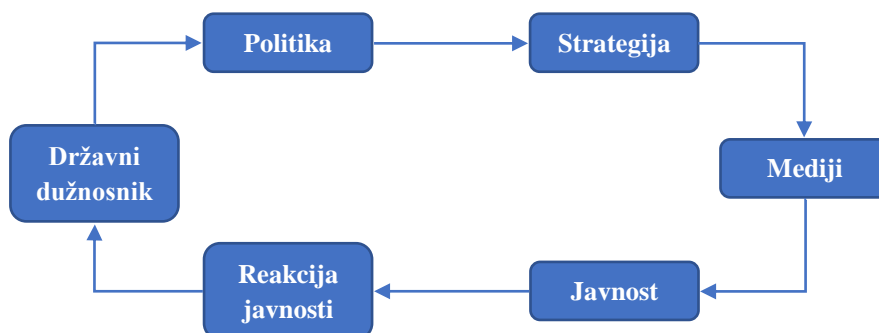 Politika
Strategija
Državni
dužnosnik
Mediji
Reakcija
javnosti
Javnost